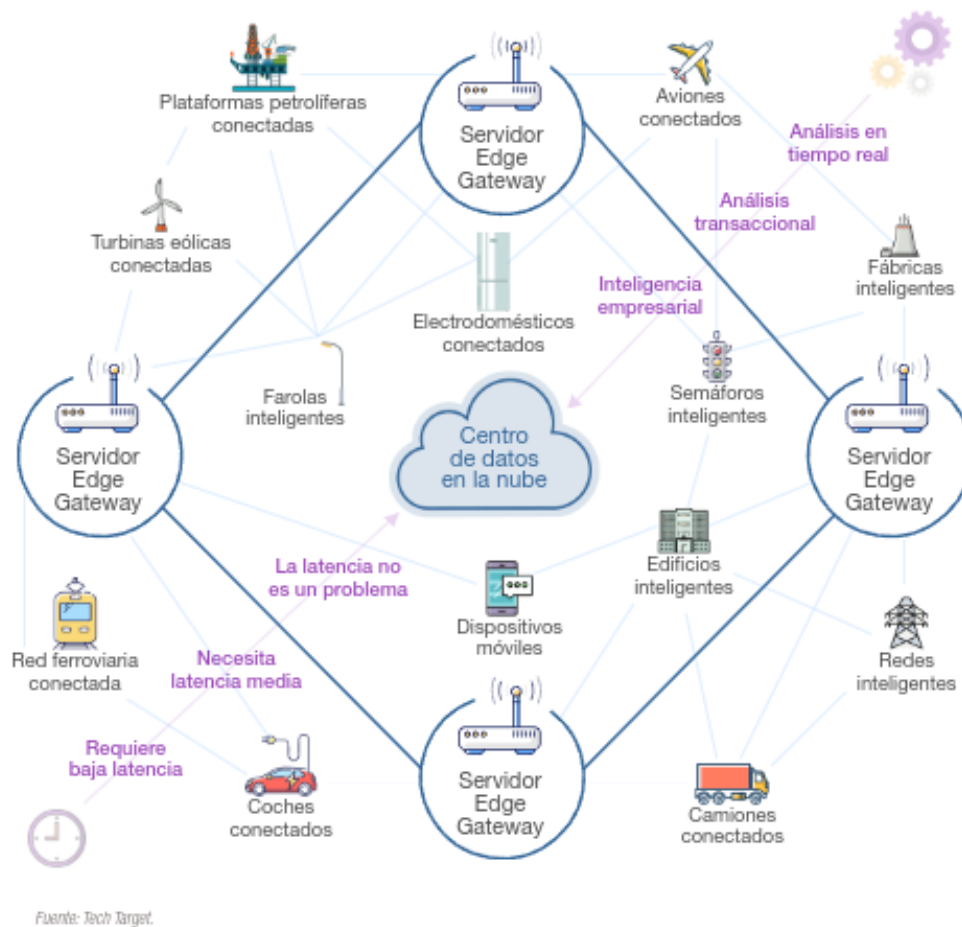 Plataformas petrolíferas
conectadas
Servidor
Edge
Gateway
Aviones
conectados
Análisis en
tiempo real
Análisis
transaccional
Turbinas eólicas
conectadas
Fábricas
inteligentes
Inteligencia
empresarial
Electrodomésticos
conectados
Farolas
inteligentes
Semáforos
inteligentes
Servidor
Edge
Gateway
Centro
de datos
en la nube
Servidor
Edge
Gateway
La latencia no
es un problema
Edificios
inteligentes
Dispositivos
móviles
Red ferroviaria
conectada
Necesita
latencia media
Redes
inteligentes
Requiere
baja latencia
Coches
conectados
Servidor
Edge
Gateway
Camiones
conectados
Fuente: Tech Target.